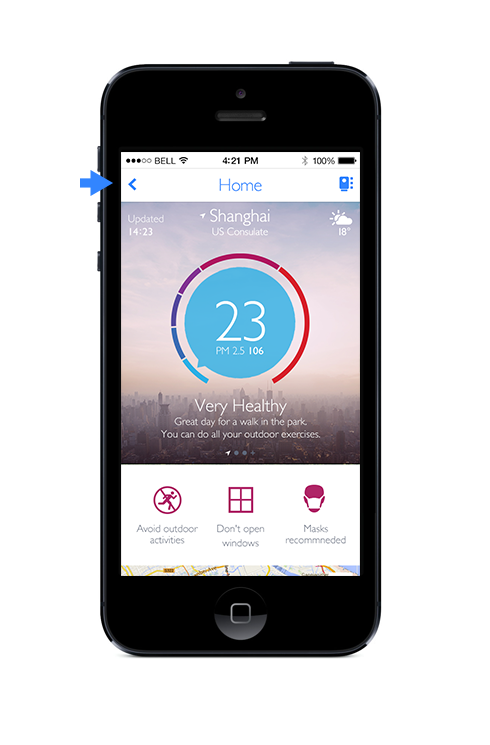 BELL 4:21 PM 100%
Home
Updated
14:23
Shanghai
US Consulate
18°
23
PM 2.5 106
Very Healthy
Great day for a walk in the park.
You can do all your outdoor exercises.
Avoid outdoor
activities
Don't open
windows
Masks
recommneded